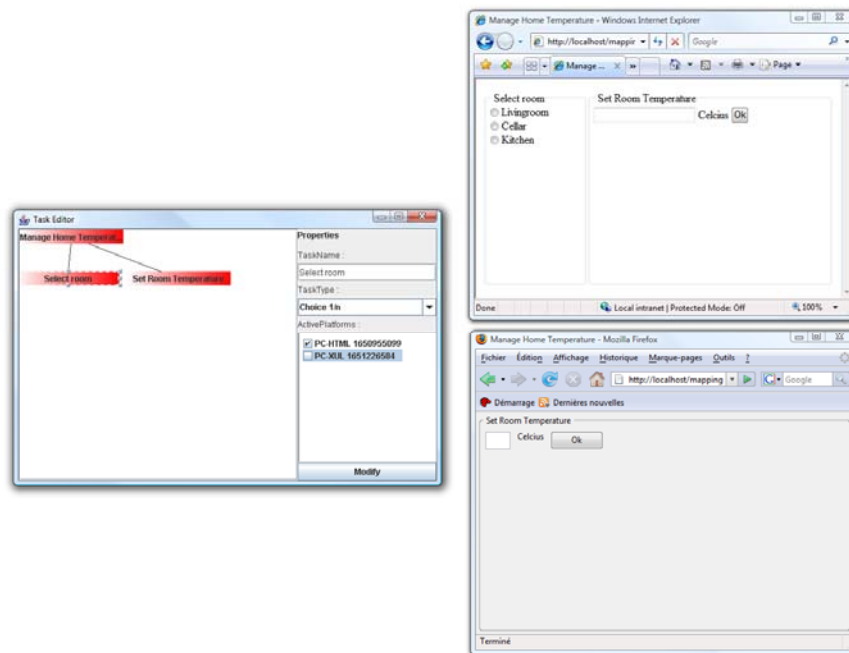 Task Editor
Manage Home Temperat...
Select room
Set Room Temperature
Properties
TaskName :
Select room
TaskType :
Choice 1/n
ActivePlatforms :
PC-HTML 1650955099
PC-XUL 1651226584
Modify
Manage Home Temperature - Windows Internet Explorer
http://localhost/mappir
Google
Manage ...
Page
Select room
Livingroom
Cellar
Kitchen
Set Room Temperature
Celcius Ok
Done
Local intranet | Protected Mode: Off
100%
Manage Home Temperature - Mozilla Firefox
Fichier Édition Affichage Historique Marque-pages Outils ?
http://localhost/mapping
Google
Démarrage Dernières nouvelles
Set Room Temperature
Celcius Ok
Terminé